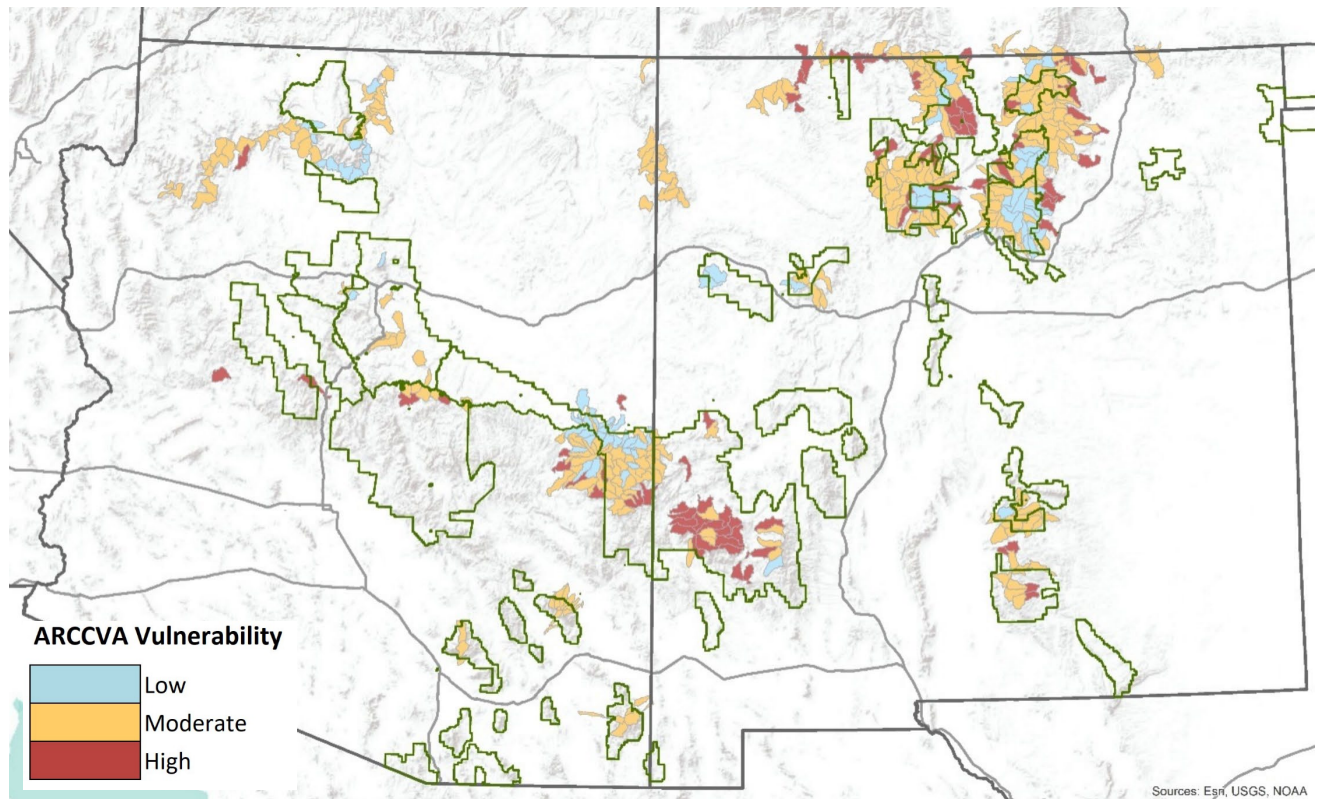 ARCCVA Vulnerability
Low
Moderate
High
Sources: Esri, USGS, NOAA